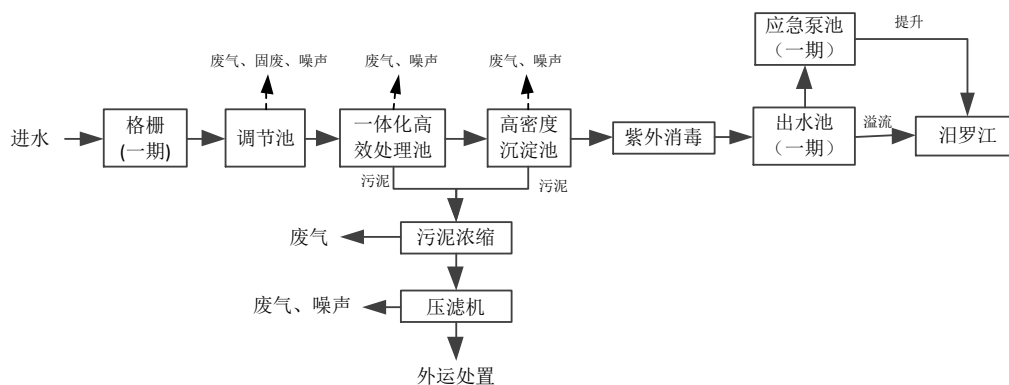 应急泵池
（一期）
提升
废气、固废、噪声
废气、噪声
废气、噪声
进水
格栅
(一期)
调节池
一体化高
效处理池
高密度
沉淀池
紫外消毒
出水池
（一期）
溢流
汨罗江
污泥
污泥
废气
污泥浓缩
废气、噪声
压滤机
外运处置